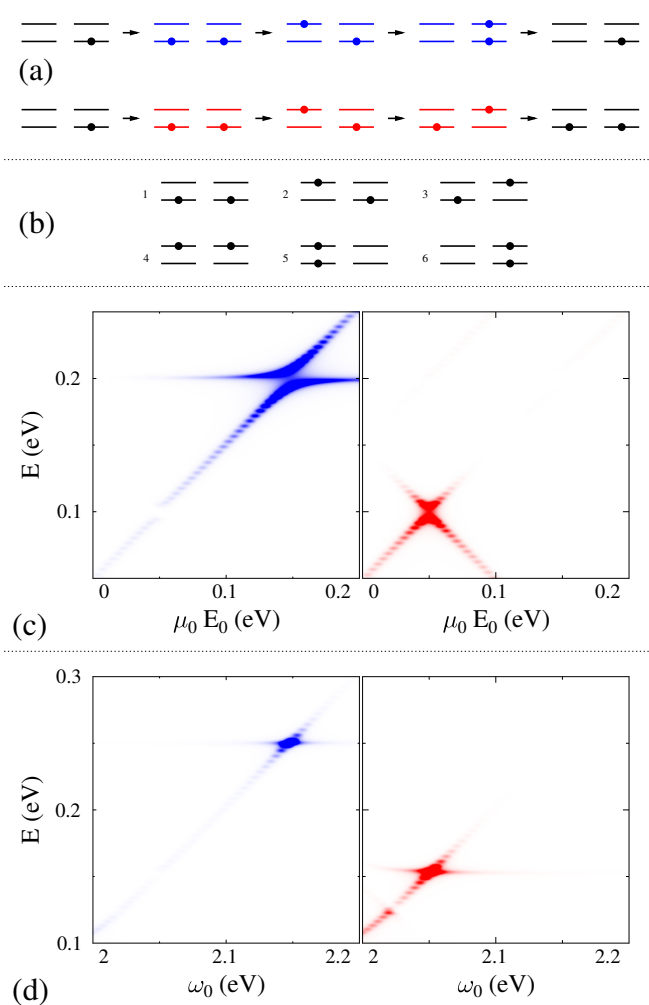 (a)
1 2 3
(b)
4 5 6
0.2
0.1
E (eV)
0 0.1 0.2 0 0.1 0.2
μ₀ E₀ (eV) μ₀ E₀ (eV)
(c)
0.3
0.2
0.1
E (eV)
2 2.1 2.2 2 2.1 2.2
ω₀ (eV) ω₀ (eV)
(d)